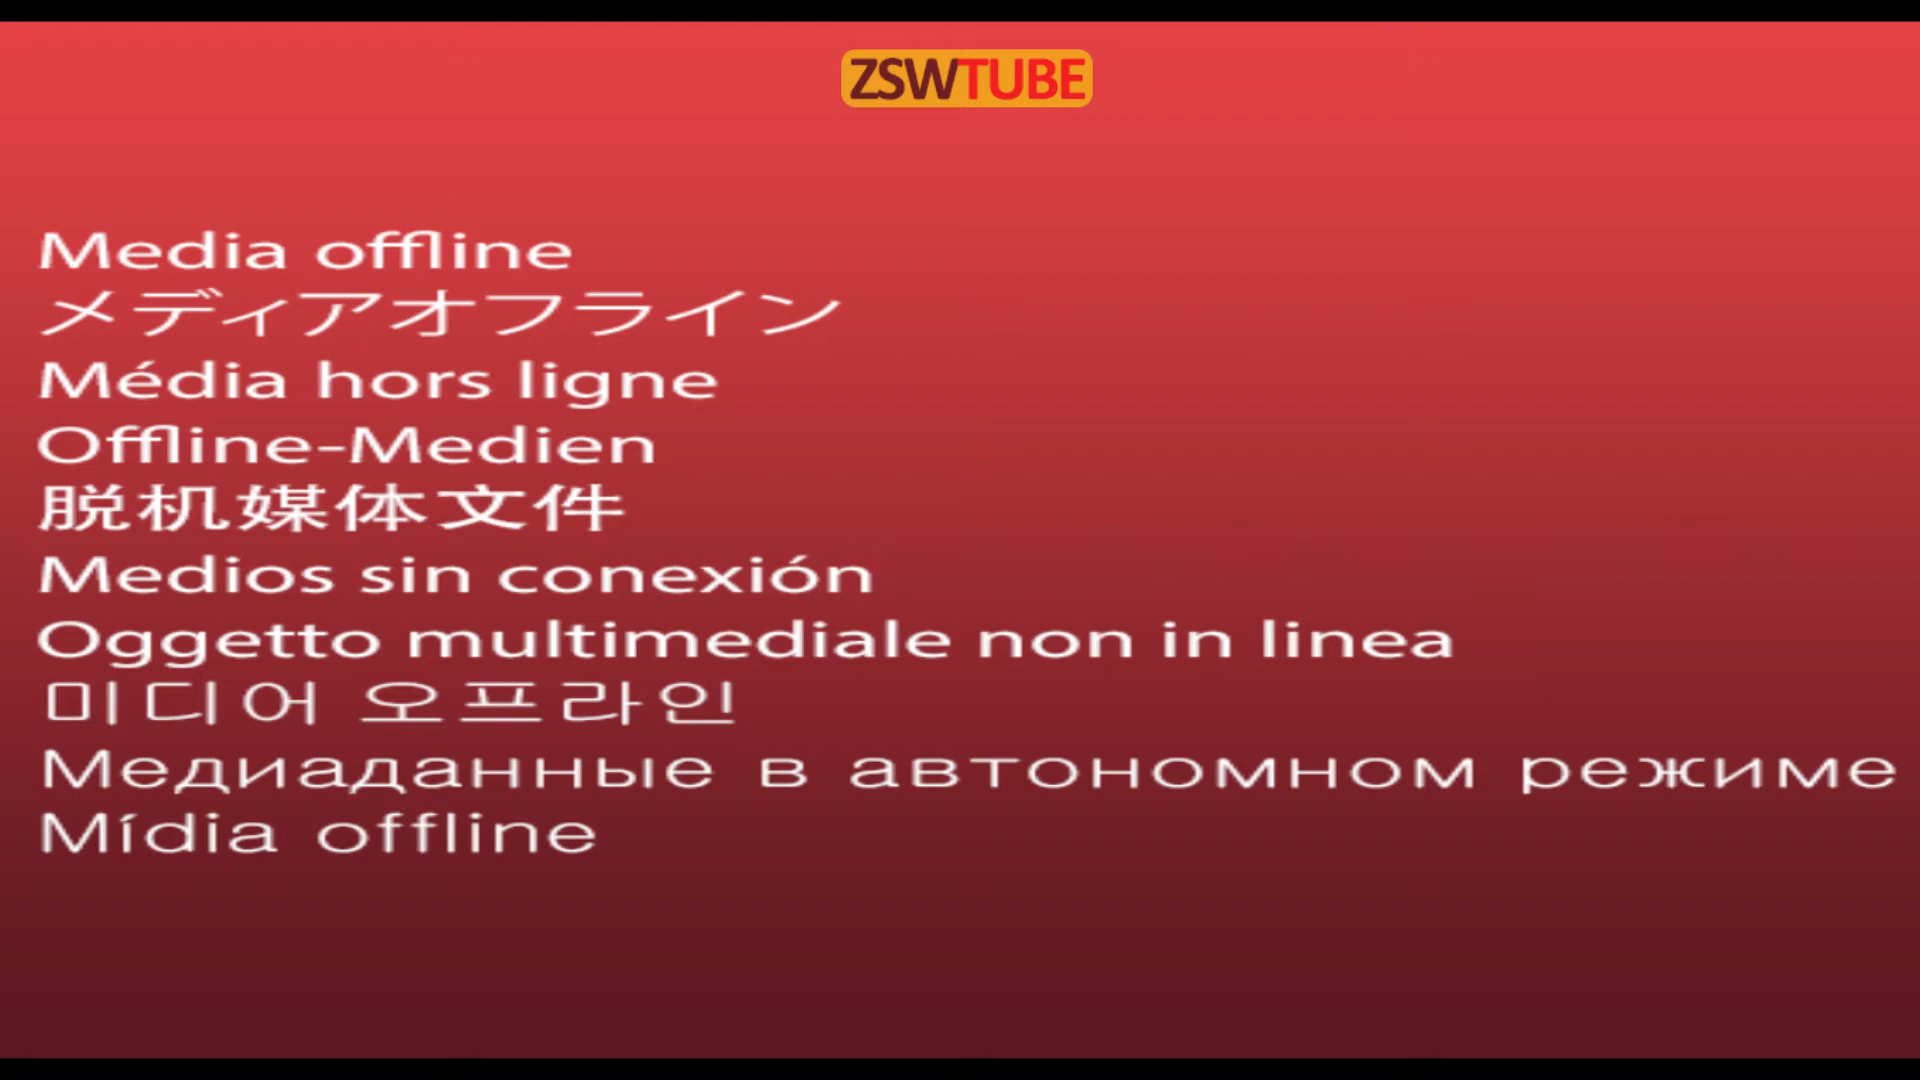 ZSWTUBE
Media offline
メディアオフライン
Média hors ligne
Offline-Medien
脱机媒体文件
Medios sin conexión
Oggetto multimediale non in linea
미디어 오프라인
Медиаданные в автономном режиме
Mídia offline